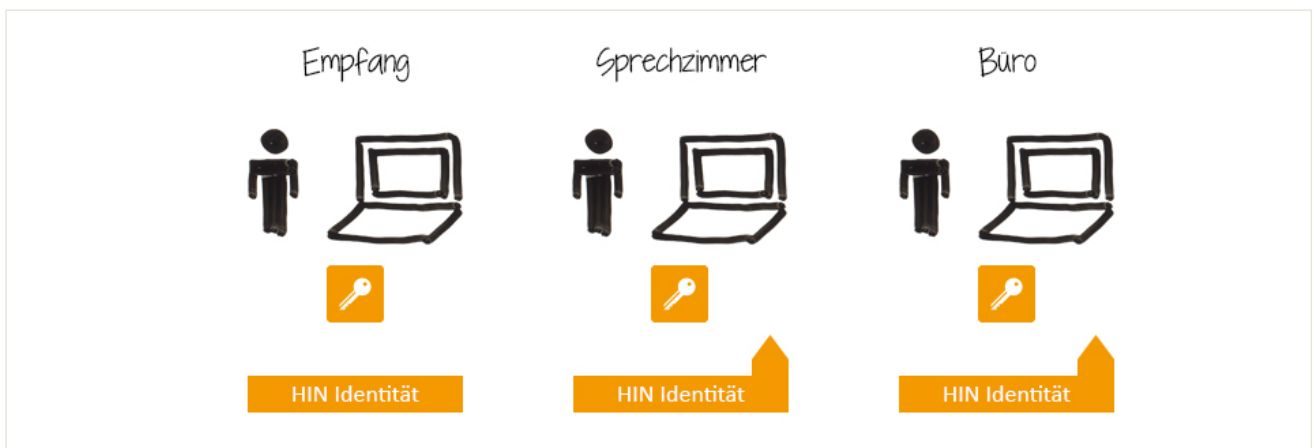 Empfang Sprechzimmer Büro
HIN Identität HIN Identität HIN Identität